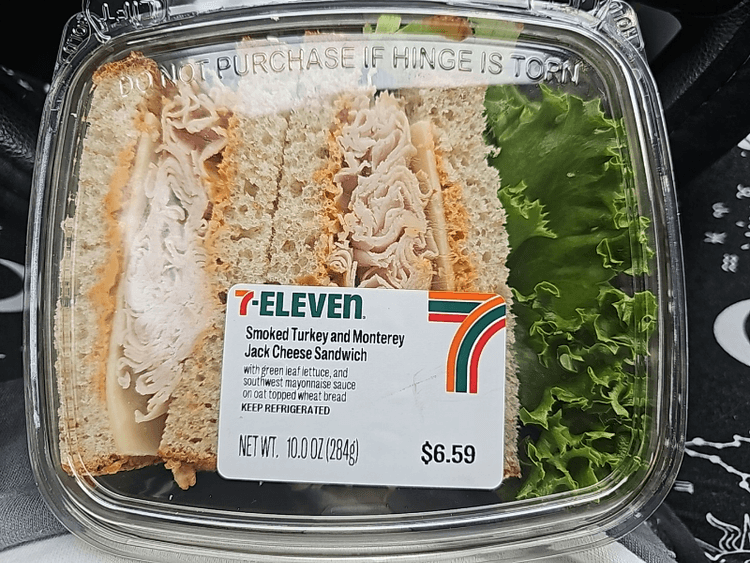 DO NOT PURCHASE IF HINGE IS TORN
7-ELEVEN.
Smoked Turkey and Monterey
Jack Cheese Sandwich
with green leaf lettuce, and
southwest mayonnaise sauce
on oat topped wheat bread
KEEP REFRIGERATED
NET WT. 10.0 OZ (284g)
$6.59